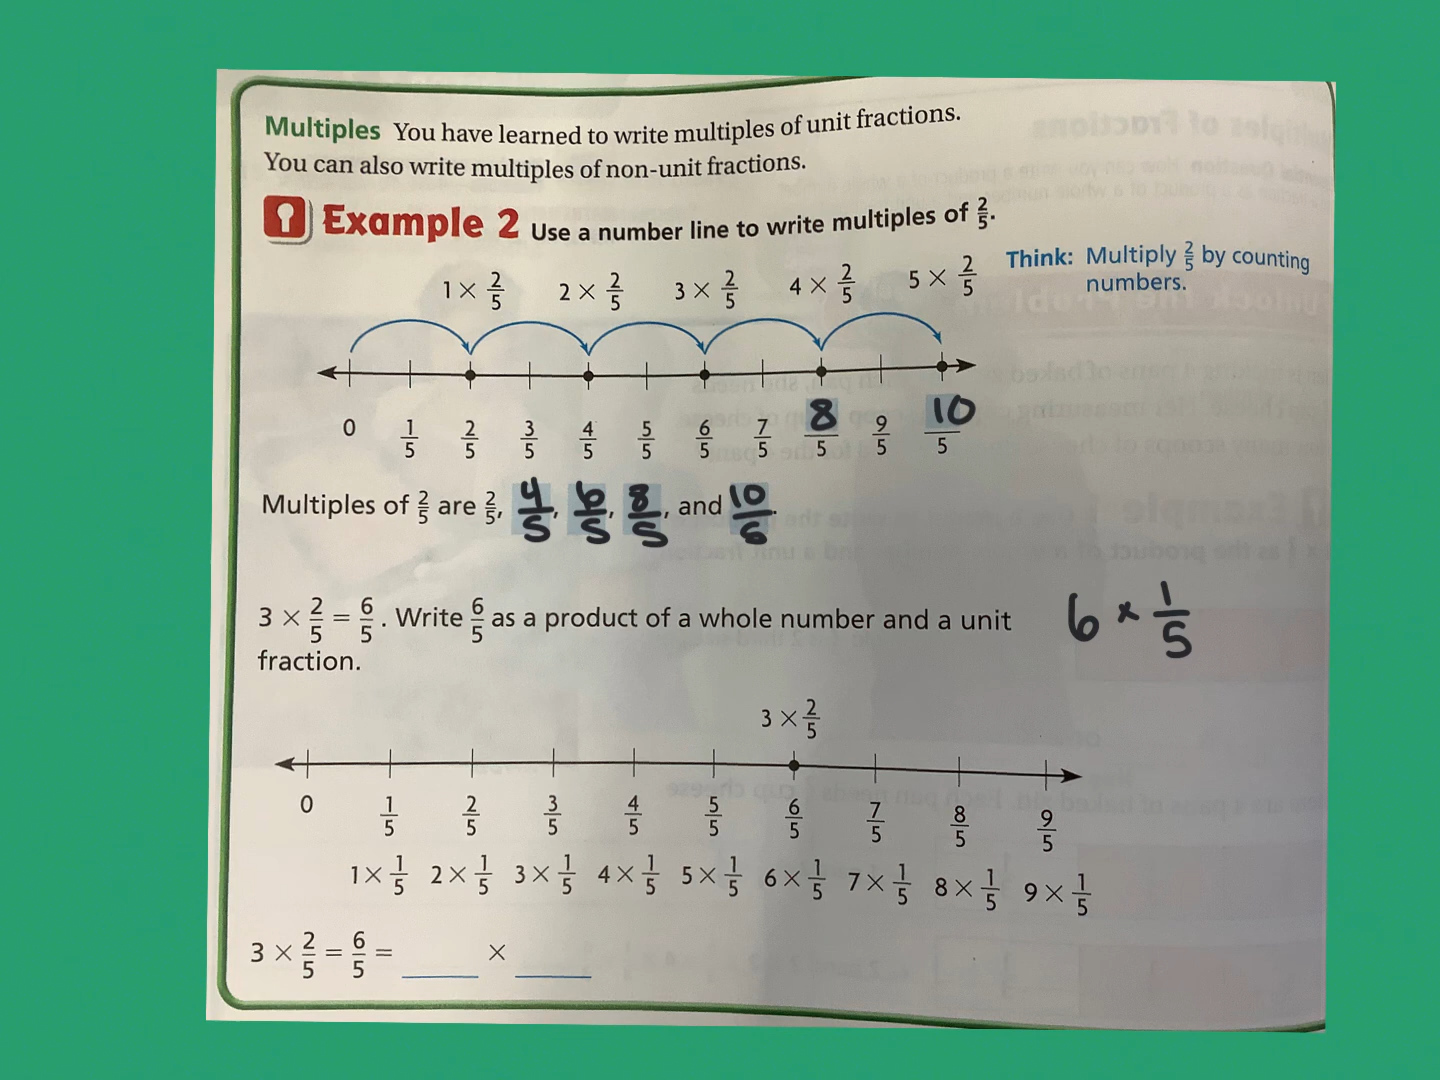 Multiples You have learned to write multiples of unit fractions.
You can also write multiples of non-unit fractions.
Example 2 Use a number line to write multiples of 2/5.
Think: Multiply 2/5 by counting
numbers.
1 × 2/5 2 × 2/5 3 × 2/5 4 × 2/5 5 × 2/5
0 1/5 2/5 3/5 4/5 5/5 6/5 7/5 8/5 9/5 10/5
Multiples of 2/5 are 2/5, 4/5, 6/5, 8/5, and 10/6.
3 × 2/5 = 6/5. Write 6/5 as a product of a whole number and a unit
fraction.
6 × 1/5
3 × 2/5
0 1/5 2/5 3/5 4/5 5/5 6/5 7/5 8/5 9/5
1 × 1/5 2 × 1/5 3 × 1/5 4 × 1/5 5 × 1/5 6 × 1/5 7 × 1/5 8 × 1/5 9 × 1/5
3 × 2/5 = 6/5 = ____ × ____